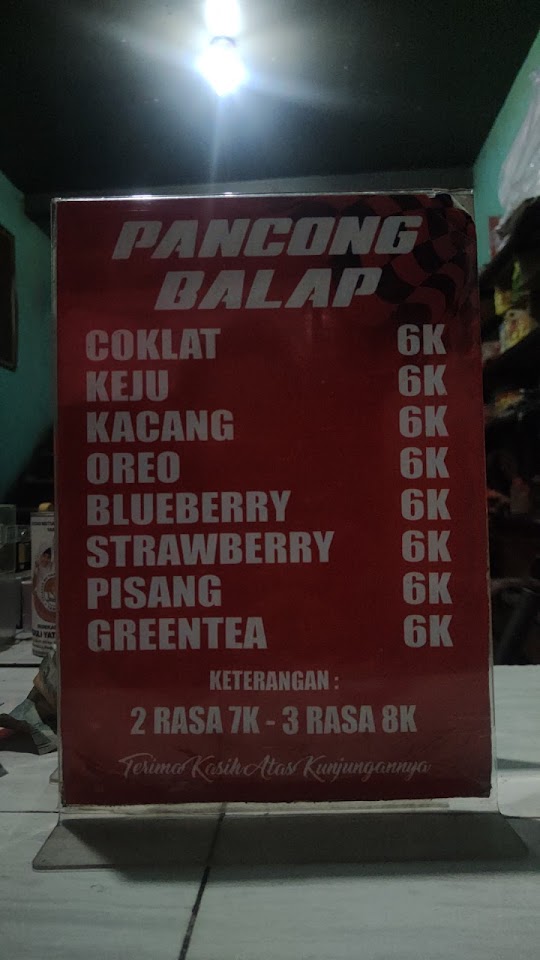 PANCONG
BALAP
COKLAT 6K
KEJU 6K
KACANG 6K
OREO 6K
BLUEBERRY 6K
STRAWBERRY 6K
PISANG 6K
GREENTEA 6K
KETERANGAN :
2 RASA 7K - 3 RASA 8K
Terima Kasih Atas Kunjungannya